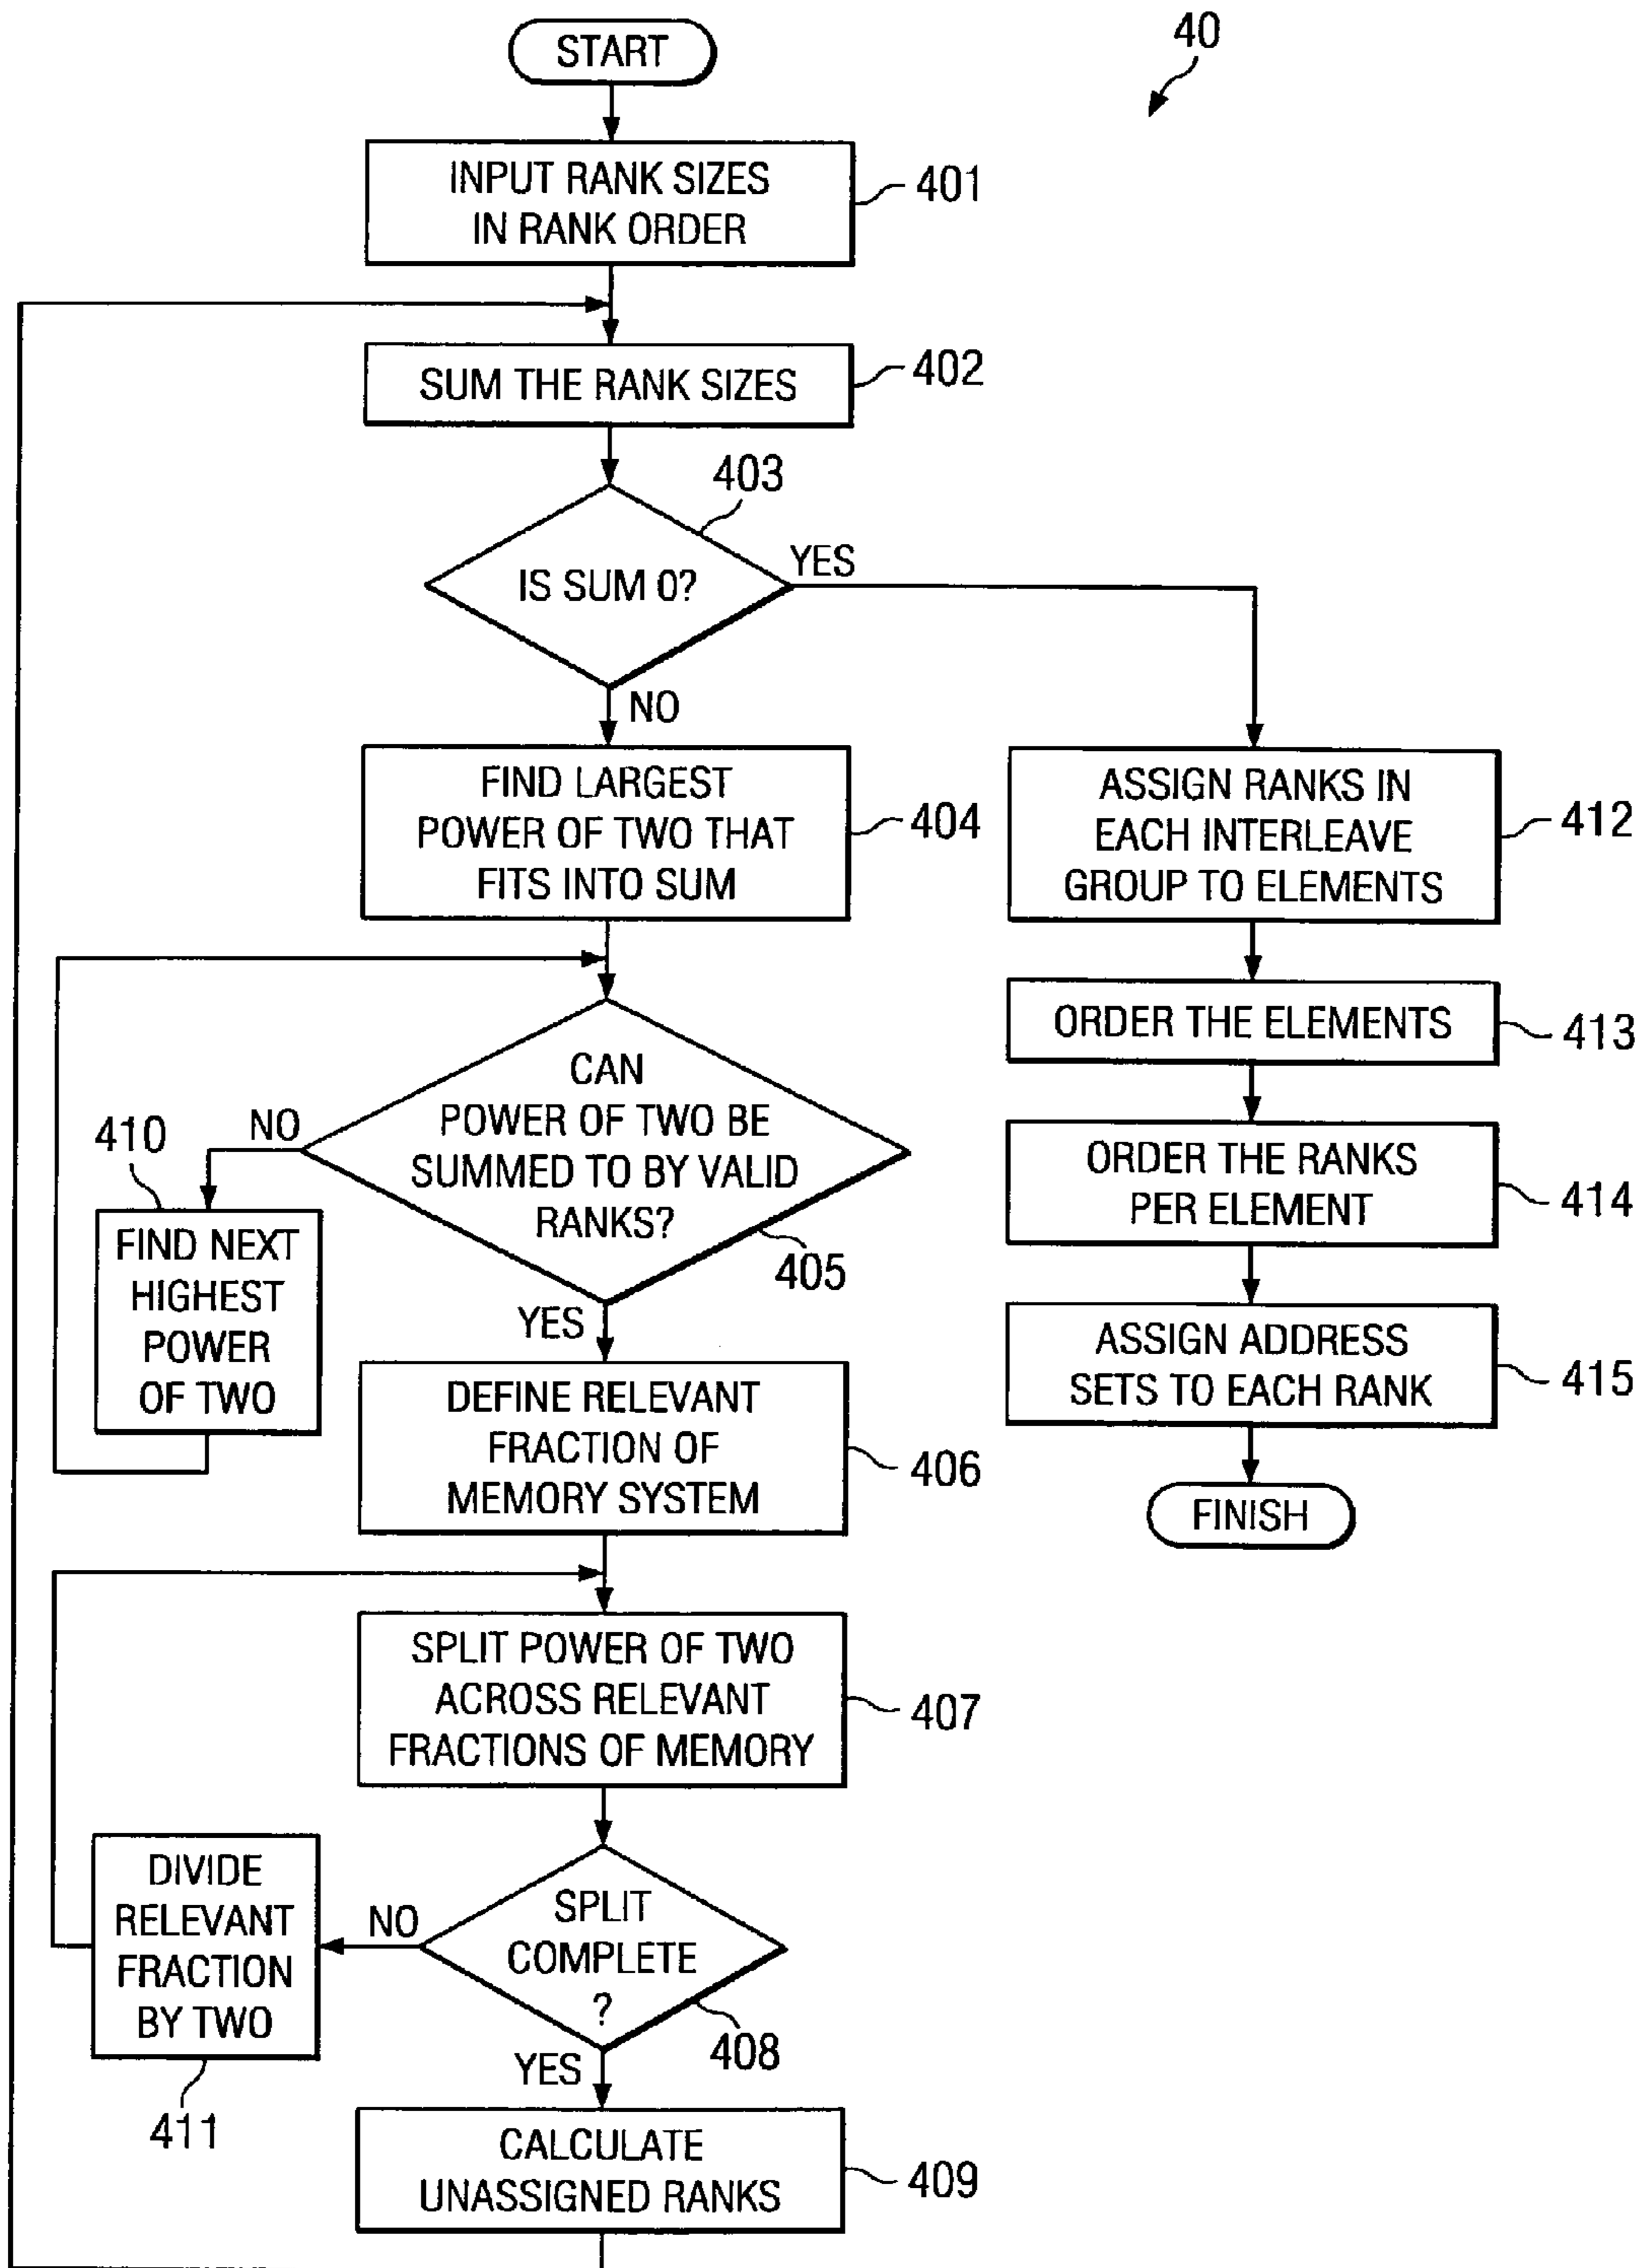 40
START
INPUT RANK SIZES
IN RANK ORDER
401
SUM THE RANK SIZES
402
403
IS SUM 0?
YES
NO
FIND LARGEST
POWER OF TWO THAT
FITS INTO SUM
404
CAN
POWER OF TWO BE
SUMMED TO BY VALID
RANKS?
405
NO
410
FIND NEXT
HIGHEST
POWER
OF TWO
YES
DEFINE RELEVANT
FRACTION OF
MEMORY SYSTEM
406
SPLIT POWER OF TWO
ACROSS RELEVANT
FRACTIONS OF MEMORY
407
SPLIT
COMPLETE
?
408
NO
DIVIDE
RELEVANT
FRACTION
BY TWO
411
YES
CALCULATE
UNASSIGNED RANKS
409
ASSIGN RANKS IN
EACH INTERLEAVE
GROUP TO ELEMENTS
412
ORDER THE ELEMENTS
413
ORDER THE RANKS
PER ELEMENT
414
ASSIGN ADDRESS
SETS TO EACH RANK
415
FINISH